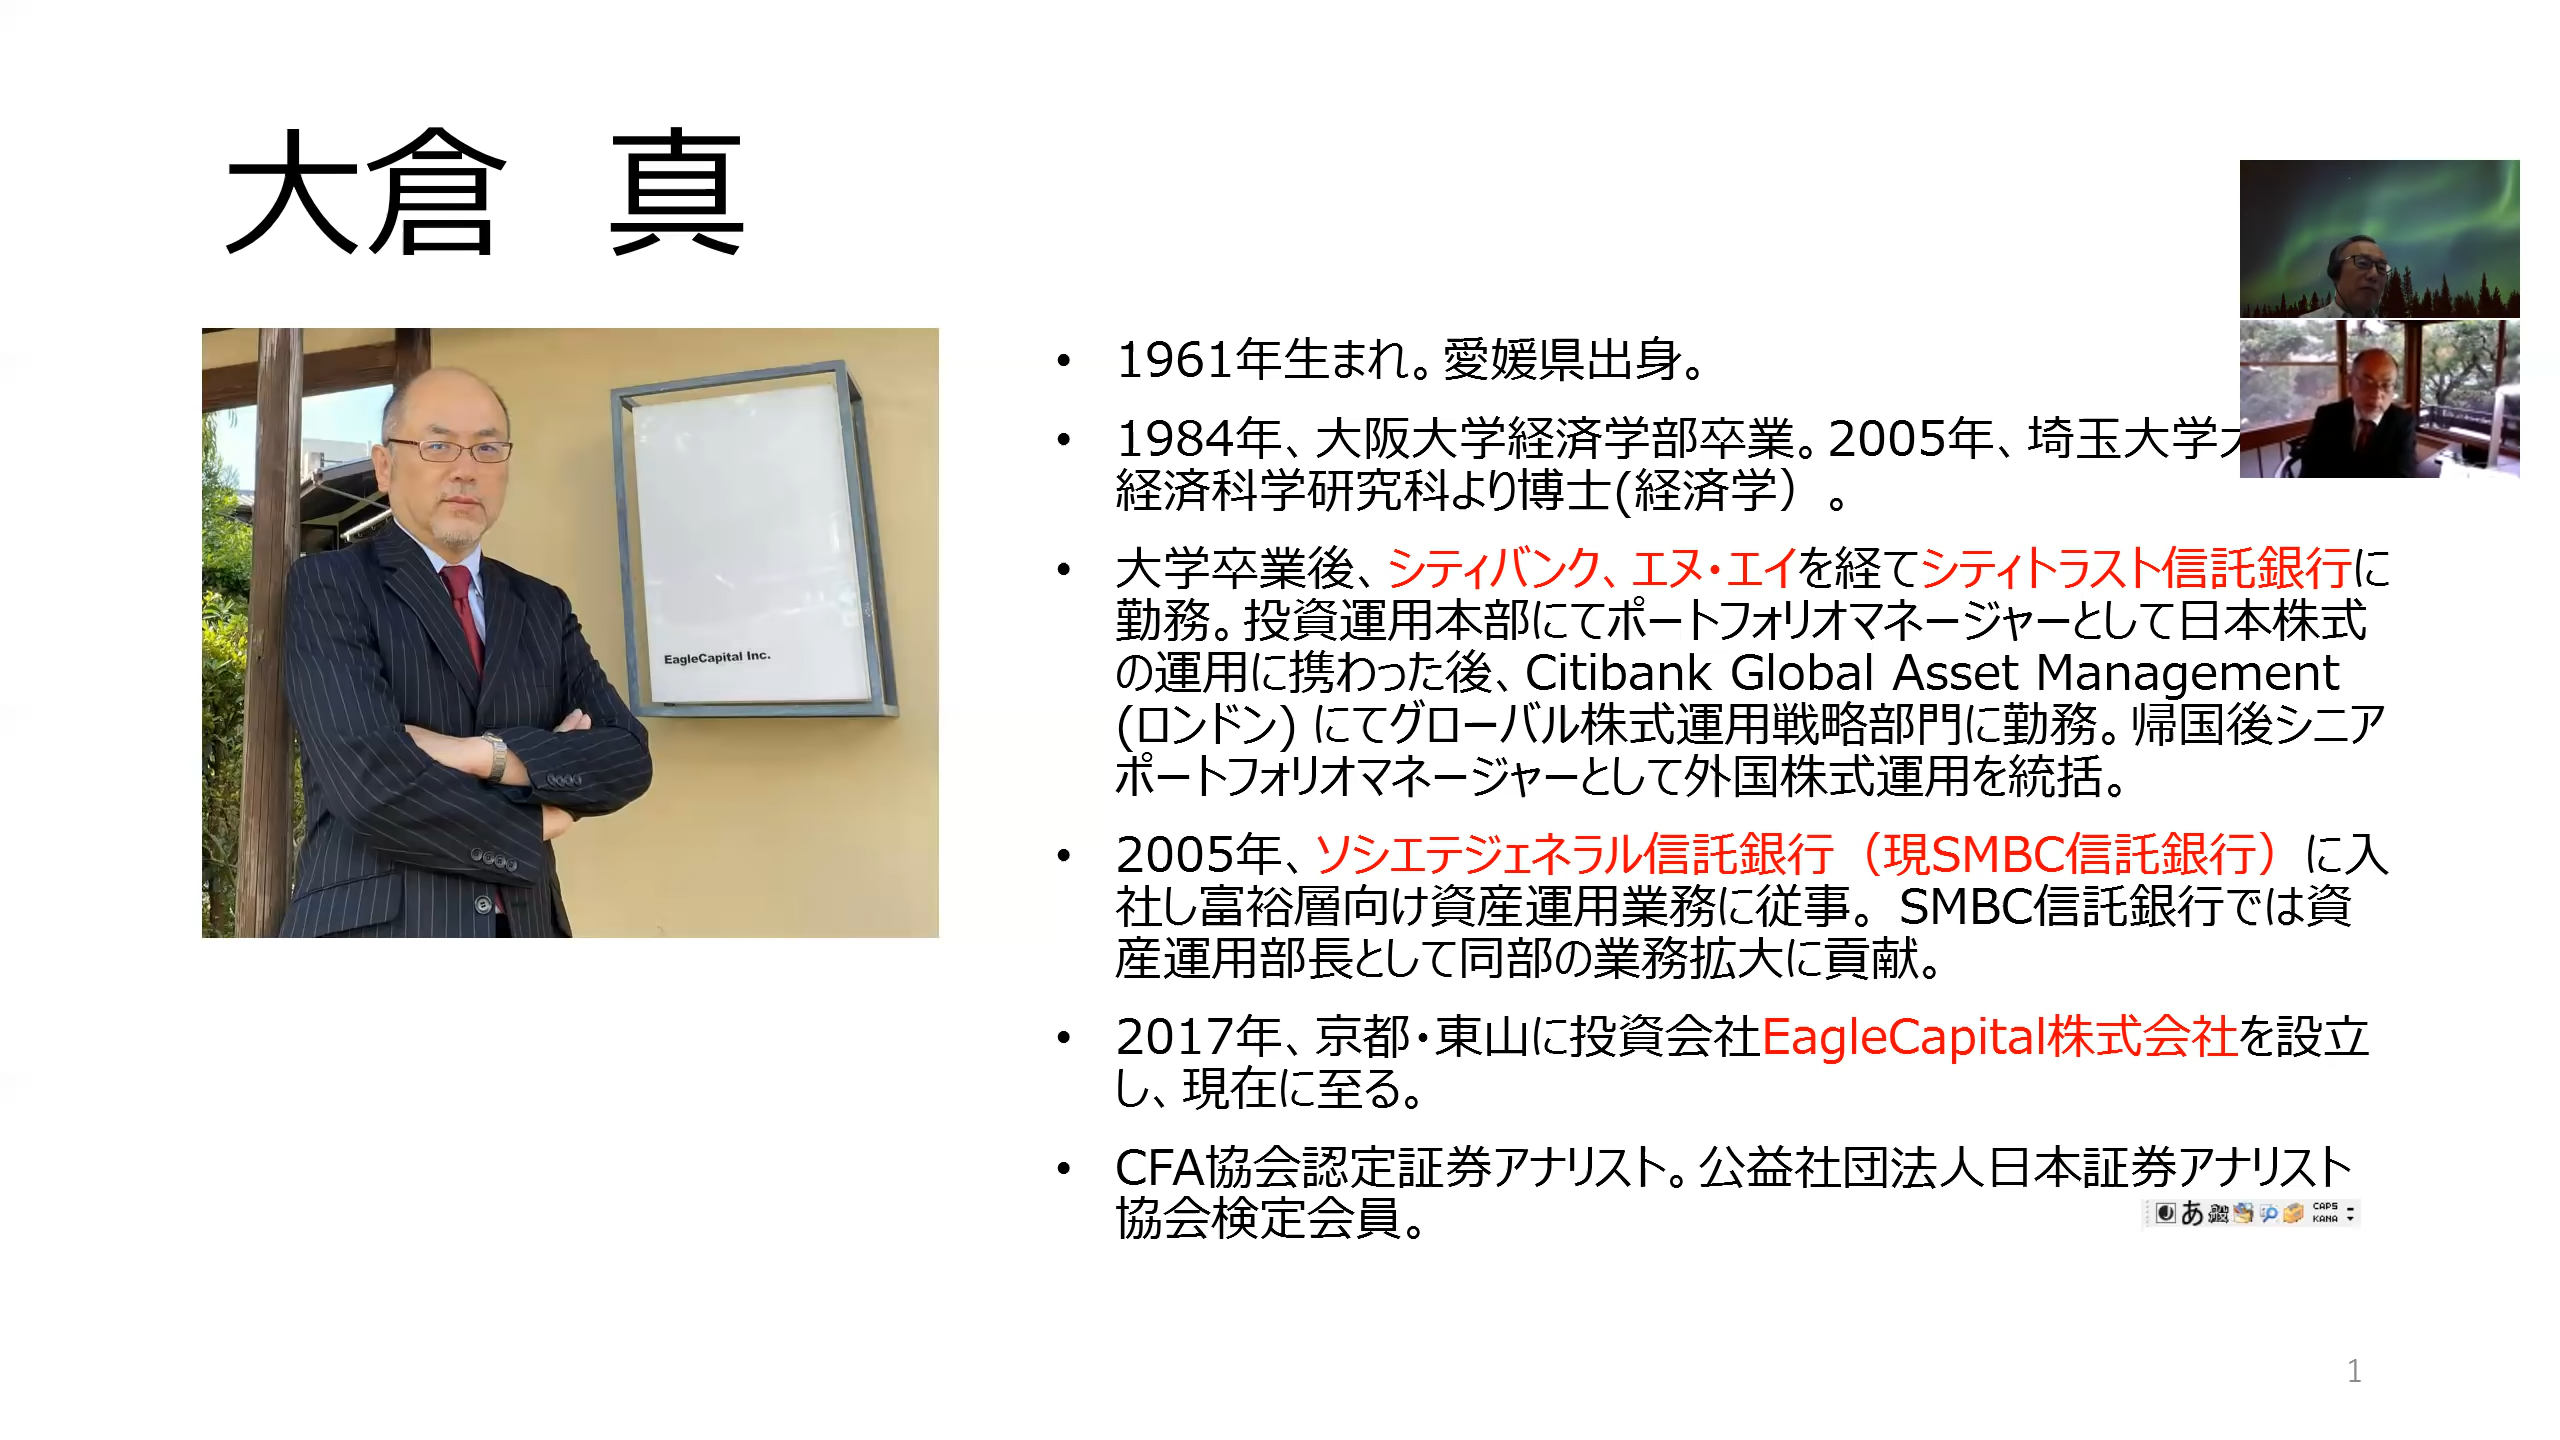 大倉　真
EagleCapital Inc.
• 1961年生まれ。愛媛県出身。
• 1984年、大阪大学経済学部卒業。2005年、埼玉大学
経済科学研究科より博士(経済学）。
• 大学卒業後、シティバンク、エヌ・エイを経てシティトラスト信託銀行に
勤務。投資運用本部にてポートフォリオマネージャーとして日本株式
の運用に携わった後、Citibank Global Asset Management
(ロンドン) にてグローバル株式運用戦略部門に勤務。帰国後シニア
ポートフォリオマネージャーとして外国株式運用を統括。
• 2005年、ソシエテジェネラル信託銀行（現SMBC信託銀行）に入
社し富裕層向け資産運用業務に従事。SMBC信託銀行では資
産運用部長として同部の業務拡大に貢献。
• 2017年、京都・東山に投資会社EagleCapital株式会社を設立
し、現在に至る。
• CFA協会認定証券アナリスト。公益社団法人日本証券アナリスト
協会検定会員。
あ 般 CAPS
KANA
1